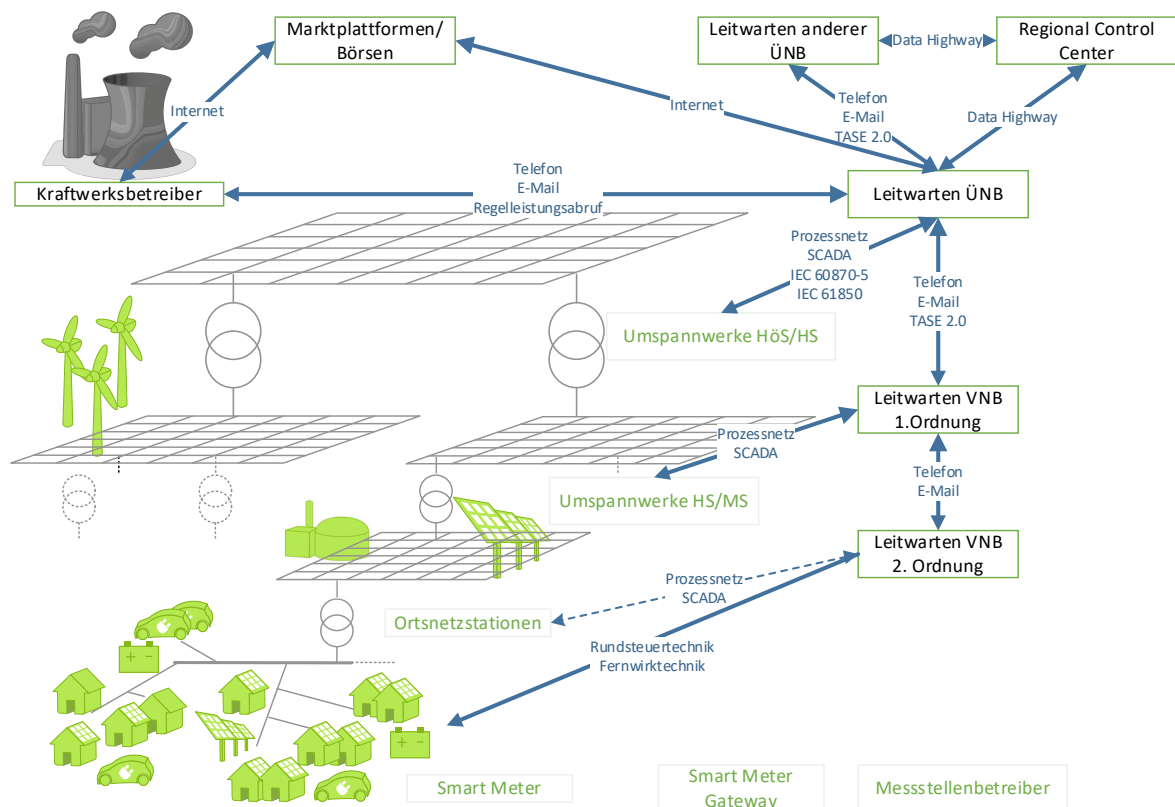 Marktplattformen/
Börsen
Leitwarten anderer
ÜNB
Data Highway
Regional Control
Center
Internet
Internet
Telefon
E-Mail
TASE 2.0
Data Highway
Kraftwerksbetreiber
Telefon
E-Mail
Regelleistungsabruf
Leitwarten ÜNB
Prozessnetz
SCADA
IEC 60870-5
IEC 61850
Telefon
E-Mail
TASE 2.0
Umspannwerke HöS/HS
Leitwarten VNB
1.Ordnung
Prozessnetz
SCADA
Umspannwerke HS/MS
Telefon
E-Mail
Leitwarten VNB
2. Ordnung
Prozessnetz
SCADA
Ortsnetzstationen
Rundsteuertechnik
Fernwirktechnik
Smart Meter
Smart Meter
Gateway
Messstellenbetreiber